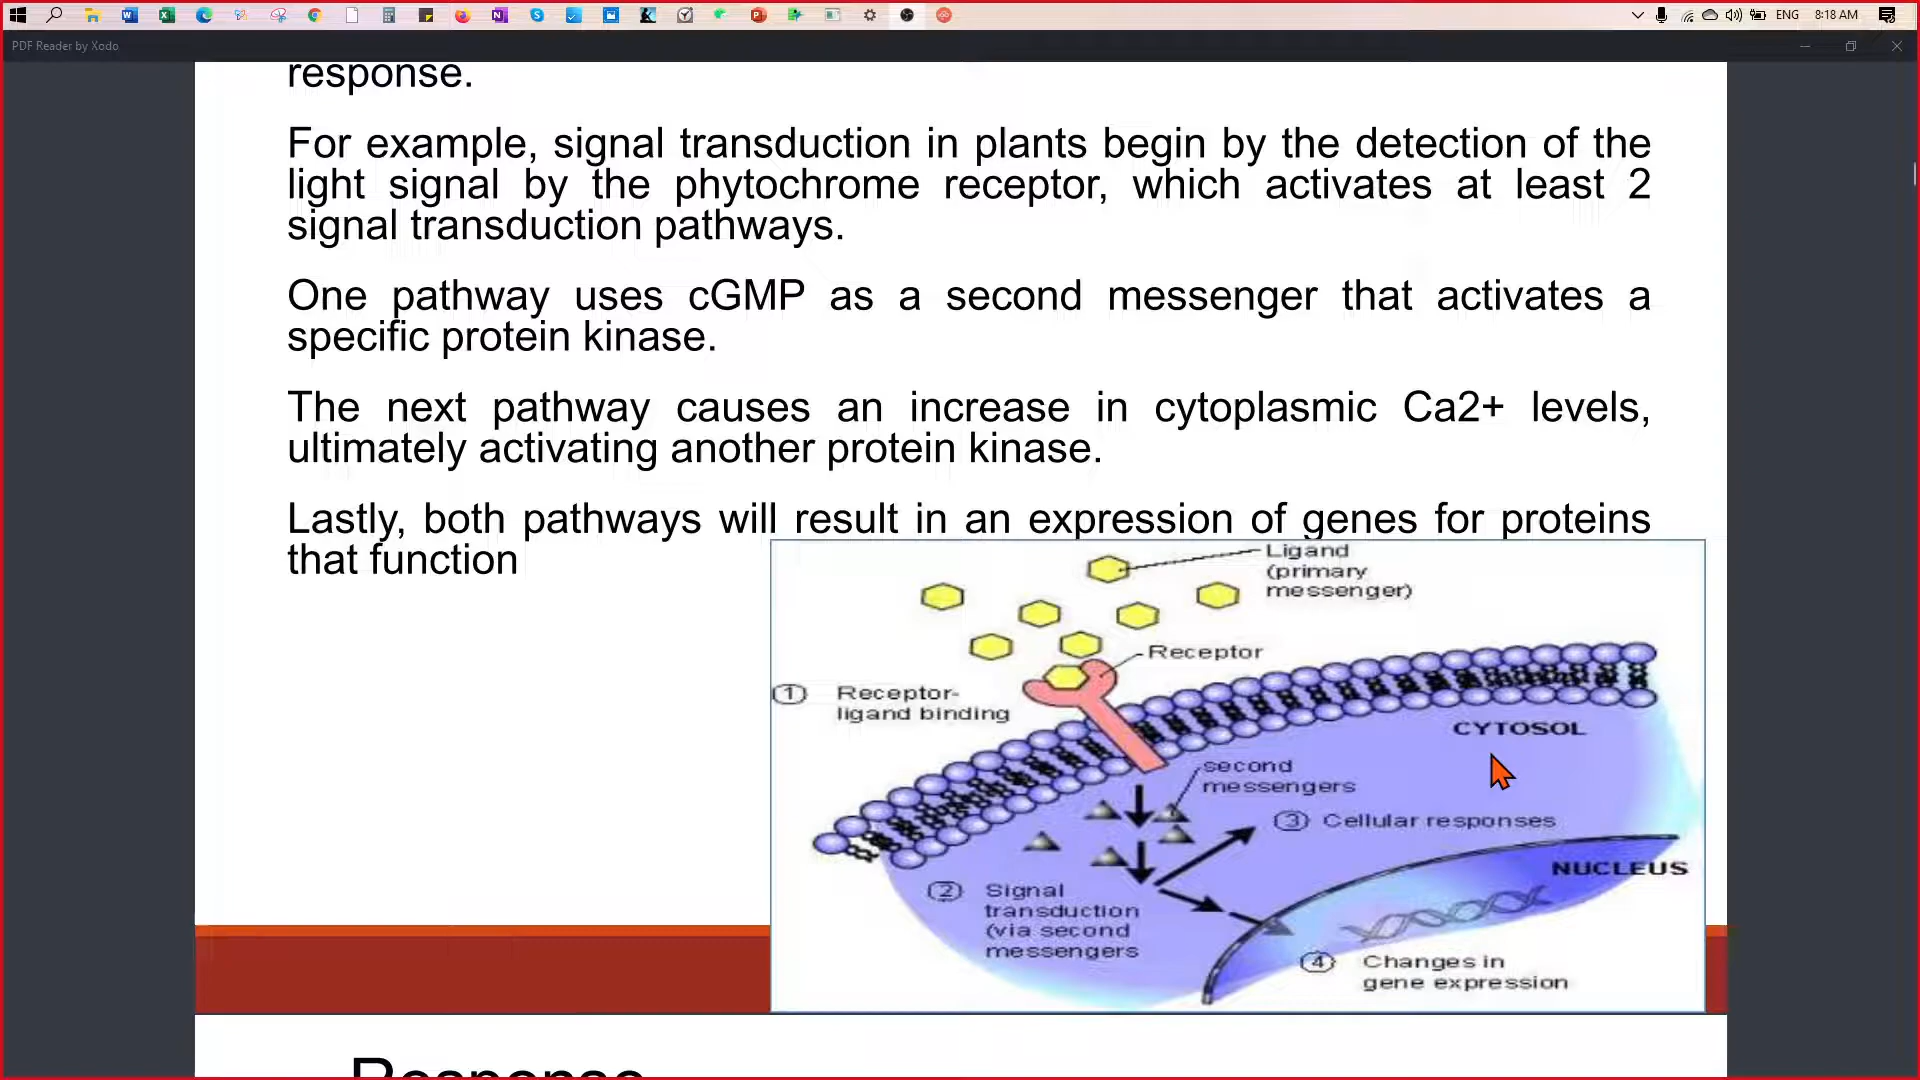 ENG 8:18 AM
PDF Reader by Xodo
response.
For example, signal transduction in plants begin by the detection of the
light signal by the phytochrome receptor, which activates at least 2
signal transduction pathways.
One pathway uses cGMP as a second messenger that activates a
specific protein kinase.
The next pathway causes an increase in cytoplasmic Ca2+ levels,
ultimately activating another protein kinase.
Lastly, both pathways will result in an expression of genes for proteins
that function
Ligand
(primary
messenger)
Receptor
1 Receptor-
ligand binding
CYTOSOL
second
messengers
3 Cellular responses
NUCLEUS
2 Signal
transduction
(via second
messengers
4 Changes in
gene expression
Response